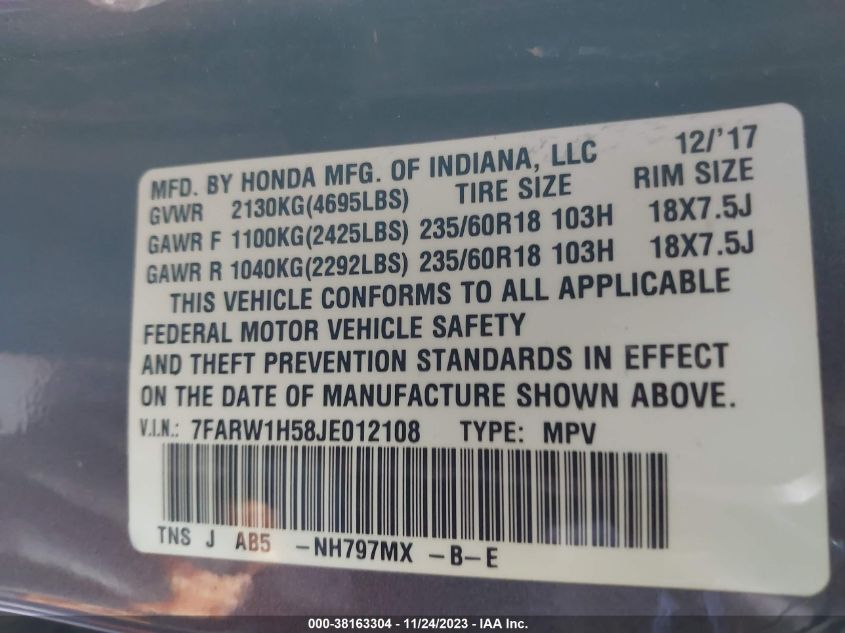 MFD. BY HONDA MFG. OF INDIANA, LLC 12/'17
GVWR 2130KG(4695LBS) TIRE SIZE RIM SIZE
GAWR F 1100KG(2425LBS) 235/60R18 103H 18X7.5J
GAWR R 1040KG(2292LBS) 235/60R18 103H 18X7.5J
THIS VEHICLE CONFORMS TO ALL APPLICABLE
FEDERAL MOTOR VEHICLE SAFETY
AND THEFT PREVENTION STANDARDS IN EFFECT
ON THE DATE OF MANUFACTURE SHOWN ABOVE.
V.I.N.: 7FARW1H58JE012108 TYPE: MPV
TNS J AB5 -NH797MX -B-E
000-38163304 - 11/24/2023 - IAA Inc.